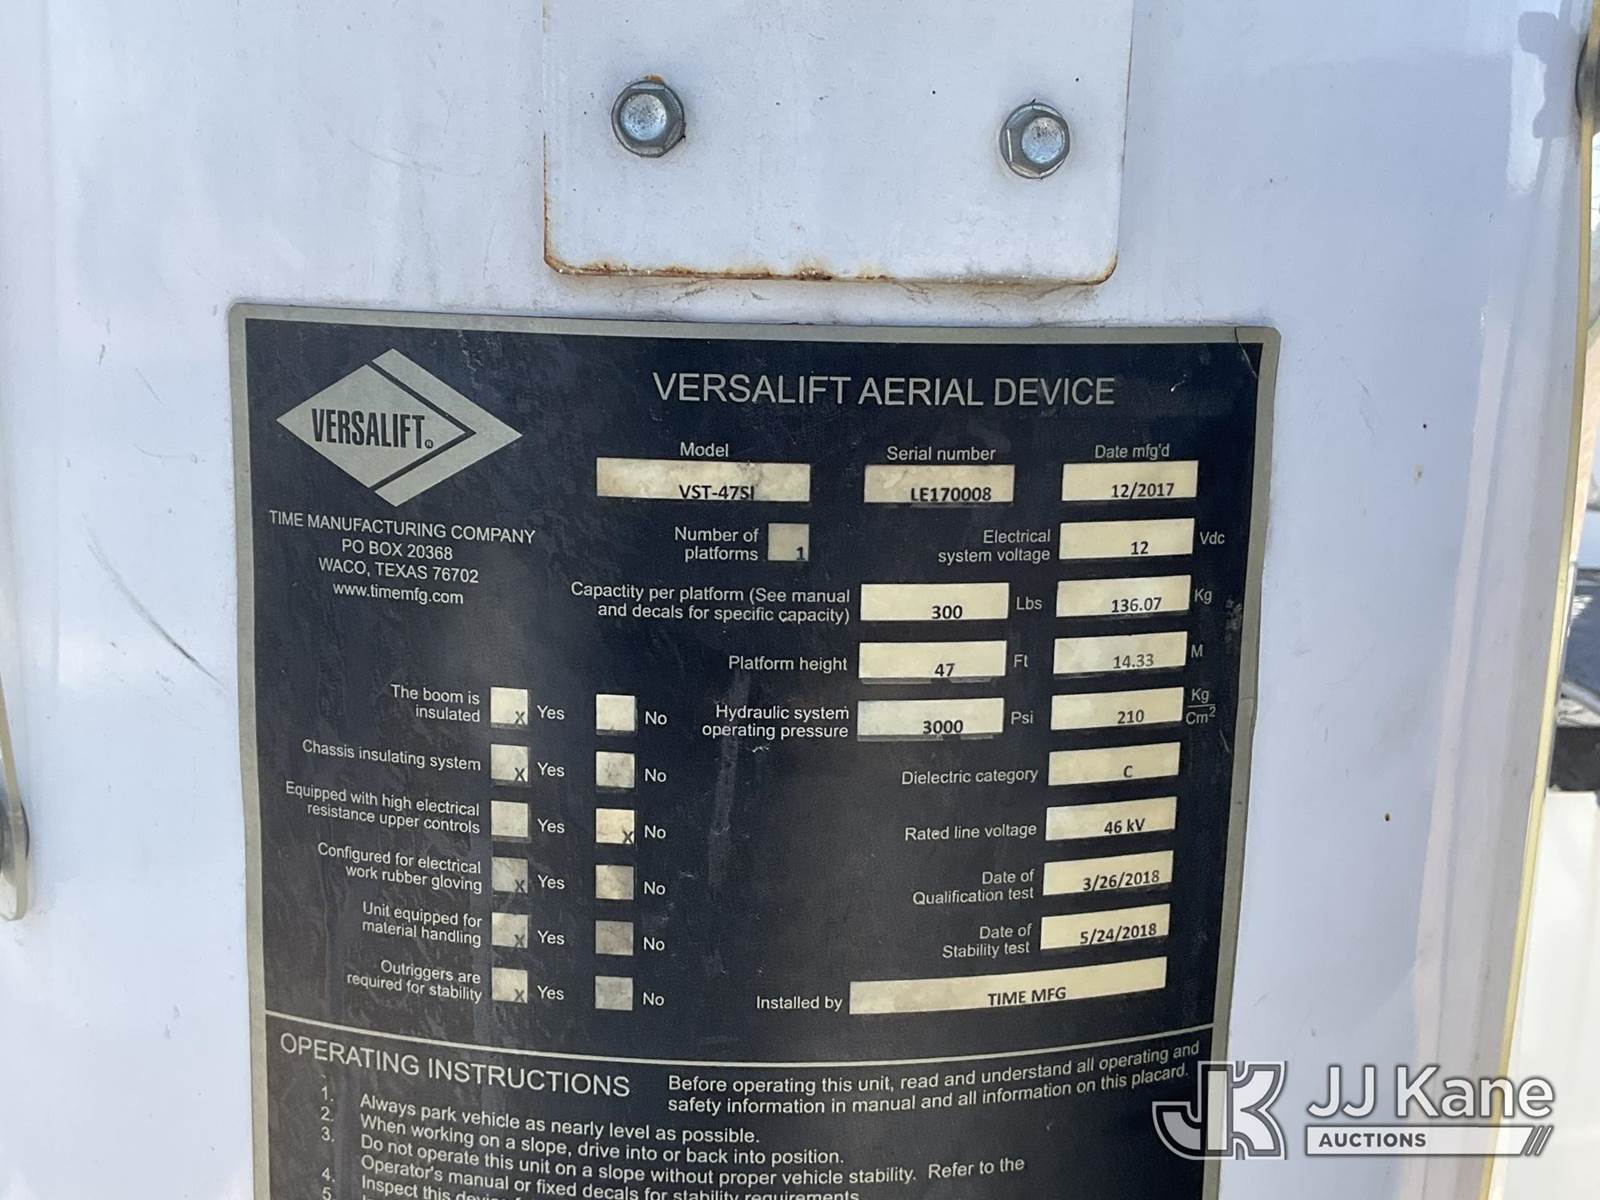 VERSALIFT®
VERSALIFT AERIAL DEVICE
TIME MANUFACTURING COMPANY
PO BOX 20368
WACO, TEXAS 76702
www.timemfg.com
Model
VST-47SI
Serial number
LE170008
Date mfg'd
12/2017
Number of
platforms 1
Electrical
system voltage 12 Vdc
Capactity per platform (See manual
and decals for specific capacity) 300 Lbs 136.07 Kg
Platform height 47 Ft 14.33 M
Hydraulic system
operating pressure 3000 Psi 210 Kg
Cm²
Dielectric category C
Rated line voltage 46 kV
Date of
Qualification test 3/26/2018
Date of
Stability test 5/24/2018
Installed by TIME MFG
The boom is
insulated x Yes No
Chassis insulating system x Yes No
Equipped with high electrical
resistance upper controls Yes x No
Configured for electrical
work rubber gloving x Yes No
Unit equipped for
material handling x Yes No
Outriggers are
required for stability x Yes No
OPERATING INSTRUCTIONS
Before operating this unit, read and understand all operating and
safety information in manual and all information on this placard.
1. Always park vehicle as nearly level as possible.
2. When working on a slope, drive into or back into position.
3. Do not operate this unit on a slope without proper vehicle stability. Refer to the
Operator's manual or fixed decals for stability requirements.
4. Inspect this
5.
JK JJ Kane
AUCTIONS